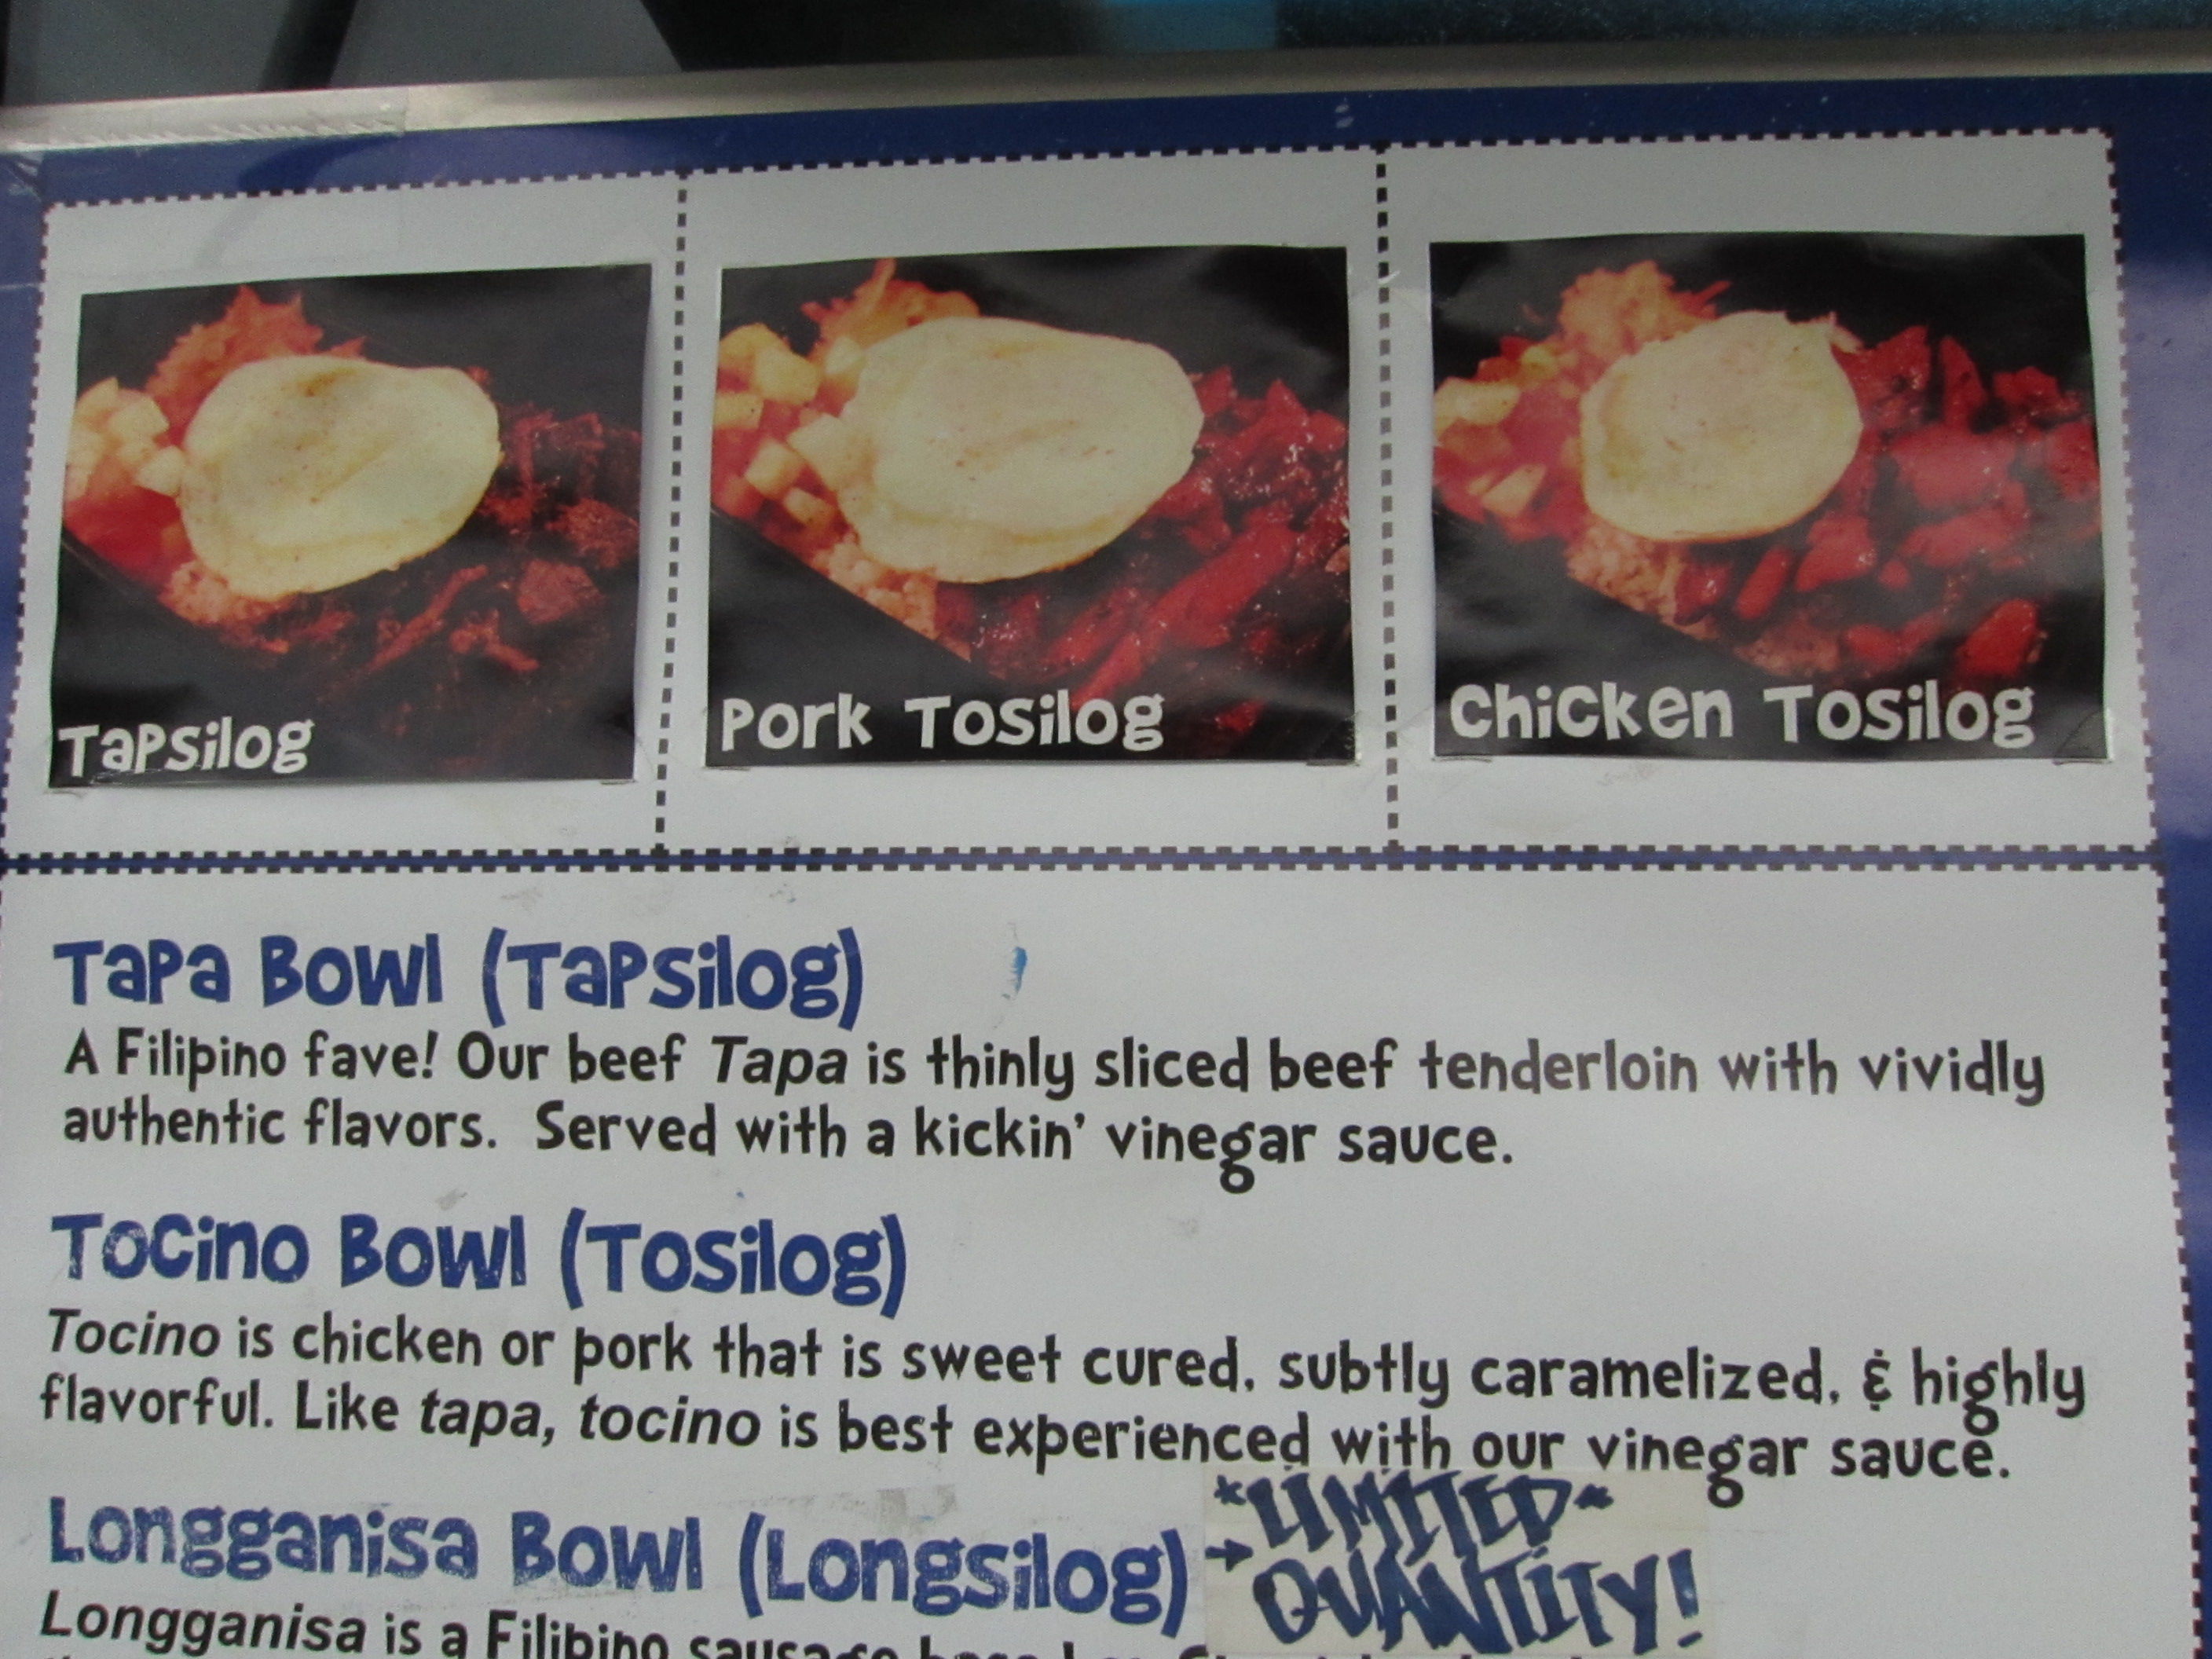 Tapsilog
Pork Tosilog
Chicken Tosilog
Tapa Bowl (Tapsilog)
A Filipino fave! Our beef Tapa is thinly sliced beef tenderloin with vividly
authentic flavors. Served with a kickin' vinegar sauce.
Tocino Bowl (Tosilog)
Tocino is chicken or pork that is sweet cured, subtly caramelized, & highly
flavorful. Like tapa, tocino is best experienced with our vinegar sauce.
Longganisa Bowl (Longsilog)
*LIMITED*
→ QUANTITY!
Longganisa is a Filipino sausage